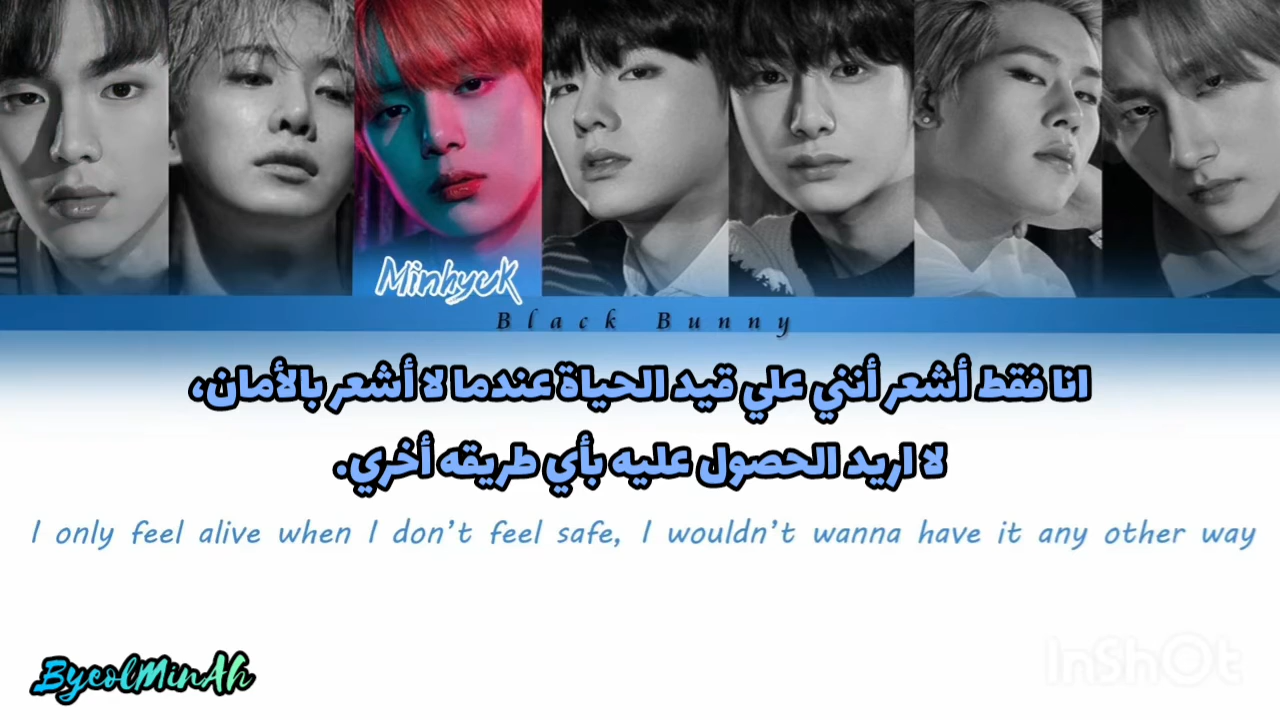 Minhyuk
Black Bunny
انا فقط أشعر أنني علي قيد الحياة عندما لا أشعر بالأمان،
لا اريد الحصول عليه بأي طريقه أخري.
I only feel alive when I don't feel safe, I wouldn't wanna have it any other way
ByeolMinAh
InShOt